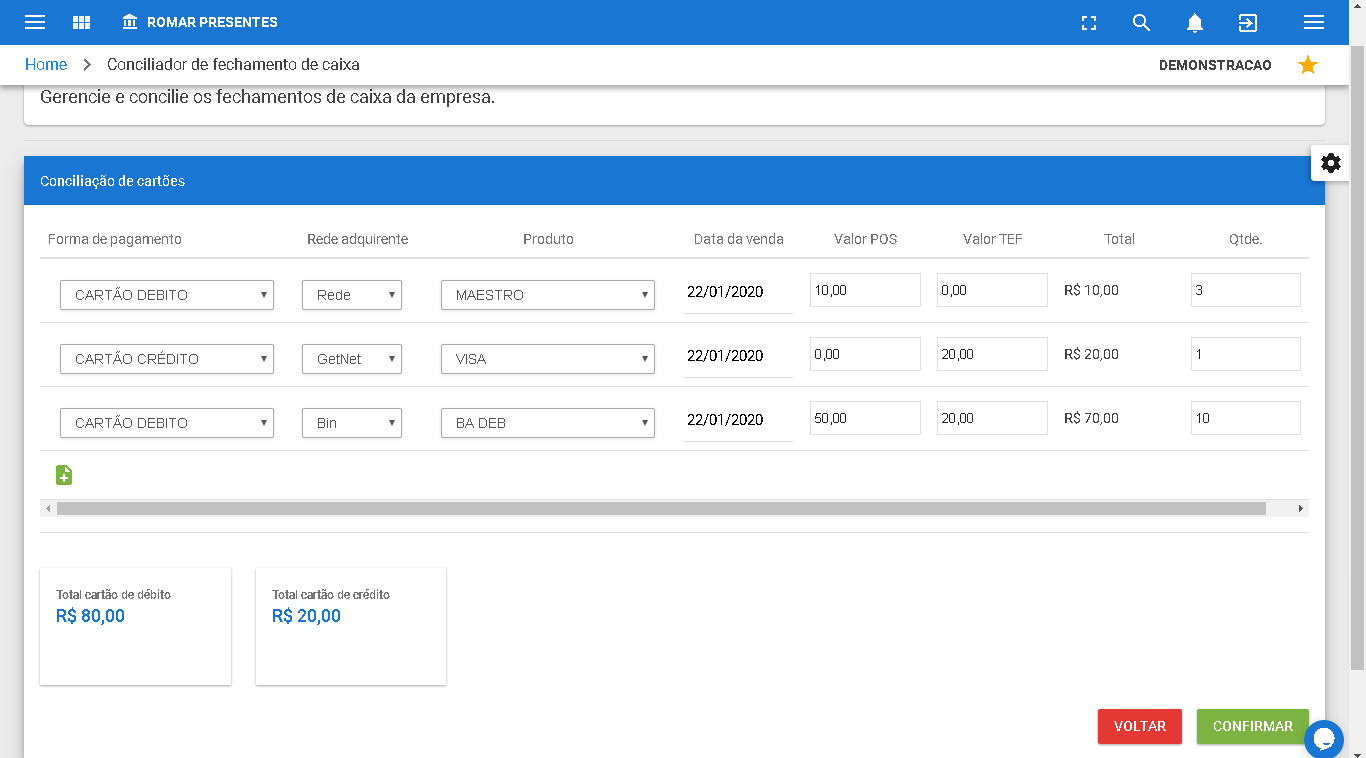 ROMAR PRESENTES
Home > Conciliador de fechamento de caixa DEMONSTRACAO
Gerencie e concilie os fechamentos de caixa da empresa.
Conciliação de cartões
Forma de pagamento Rede adquirente Produto Data da venda Valor POS Valor TEF Total Qtde.
CARTÃO DEBITO Rede MAESTRO 22/01/2020 10,00 0,00 R$ 10,00 3
CARTÃO CRÉDITO GetNet VISA 22/01/2020 0,00 20,00 R$ 20,00 1
CARTÃO DEBITO Bin BA DEB 22/01/2020 50,00 20,00 R$ 70,00 10
Total cartão de débito Total cartão de crédito
R$ 80,00 R$ 20,00
VOLTAR CONFIRMAR